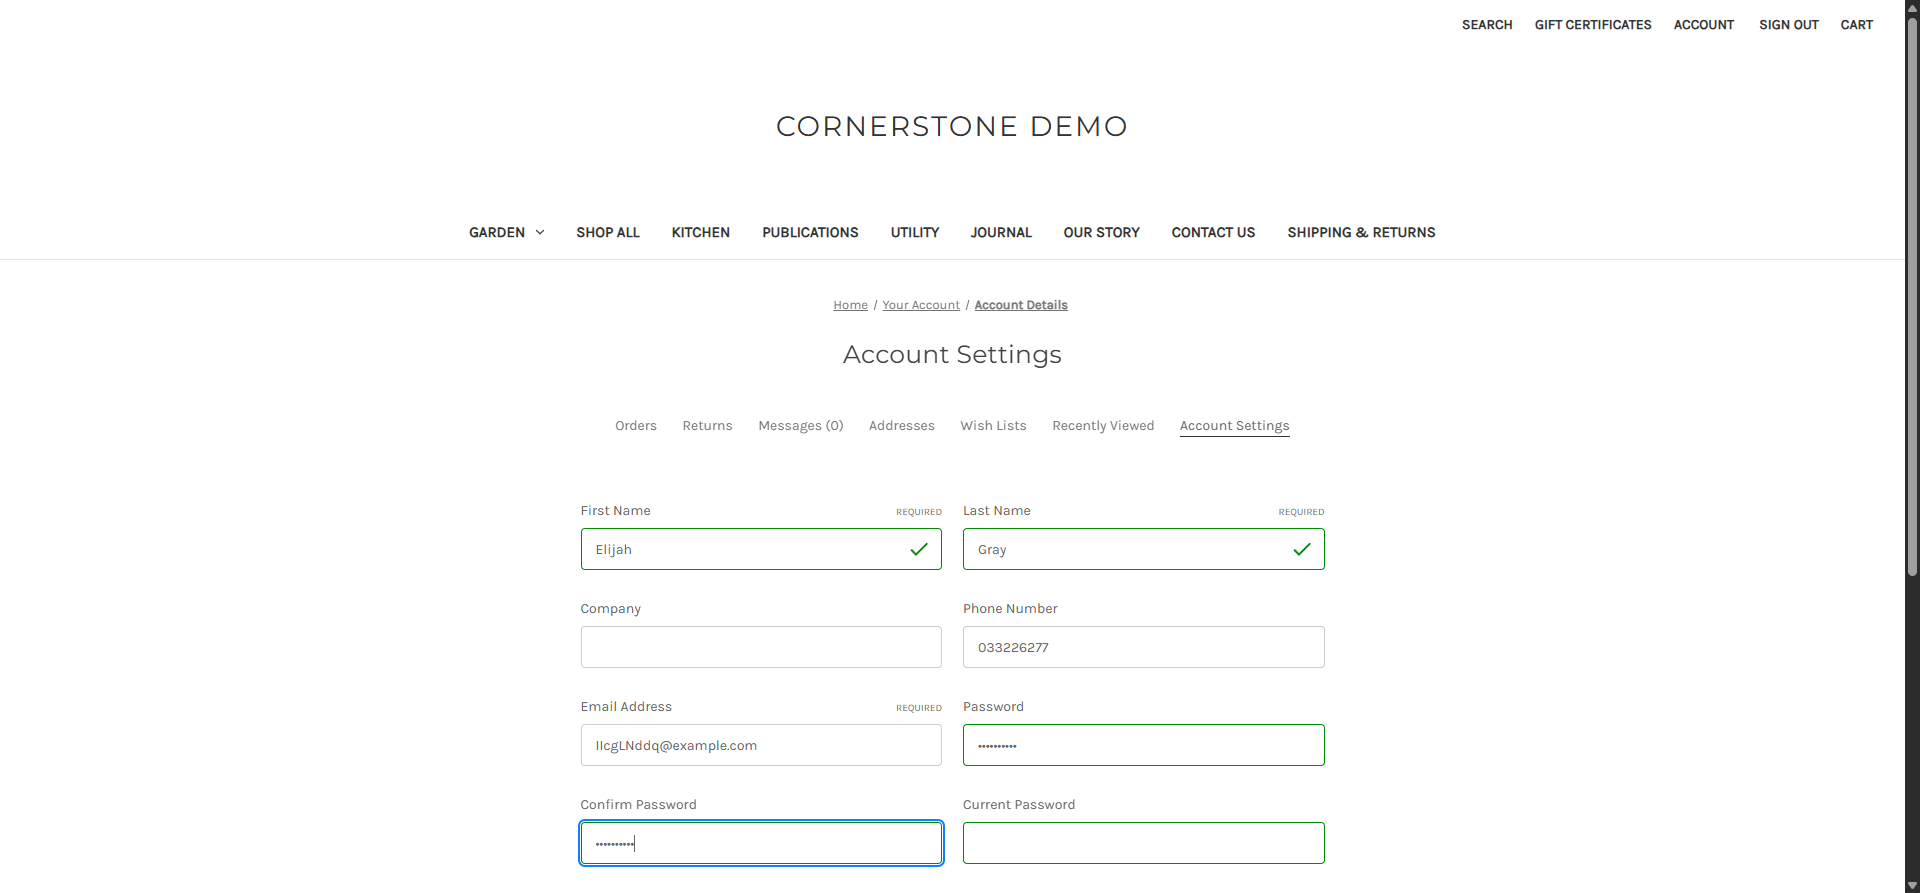 SEARCH GIFT CERTIFICATES ACCOUNT SIGN OUT CART
CORNERSTONE DEMO
GARDEN SHOP ALL KITCHEN PUBLICATIONS UTILITY JOURNAL OUR STORY CONTACT US SHIPPING & RETURNS
Home / Your Account / Account Details
Account Settings
Orders Returns Messages (0) Addresses Wish Lists Recently Viewed Account Settings
First Name REQUIRED Last Name REQUIRED
Elijah Gray
Company Phone Number
033226277
Email Address REQUIRED Password
IIcgLNddq@example.com ••••••••••
Confirm Password Current Password
••••••••••